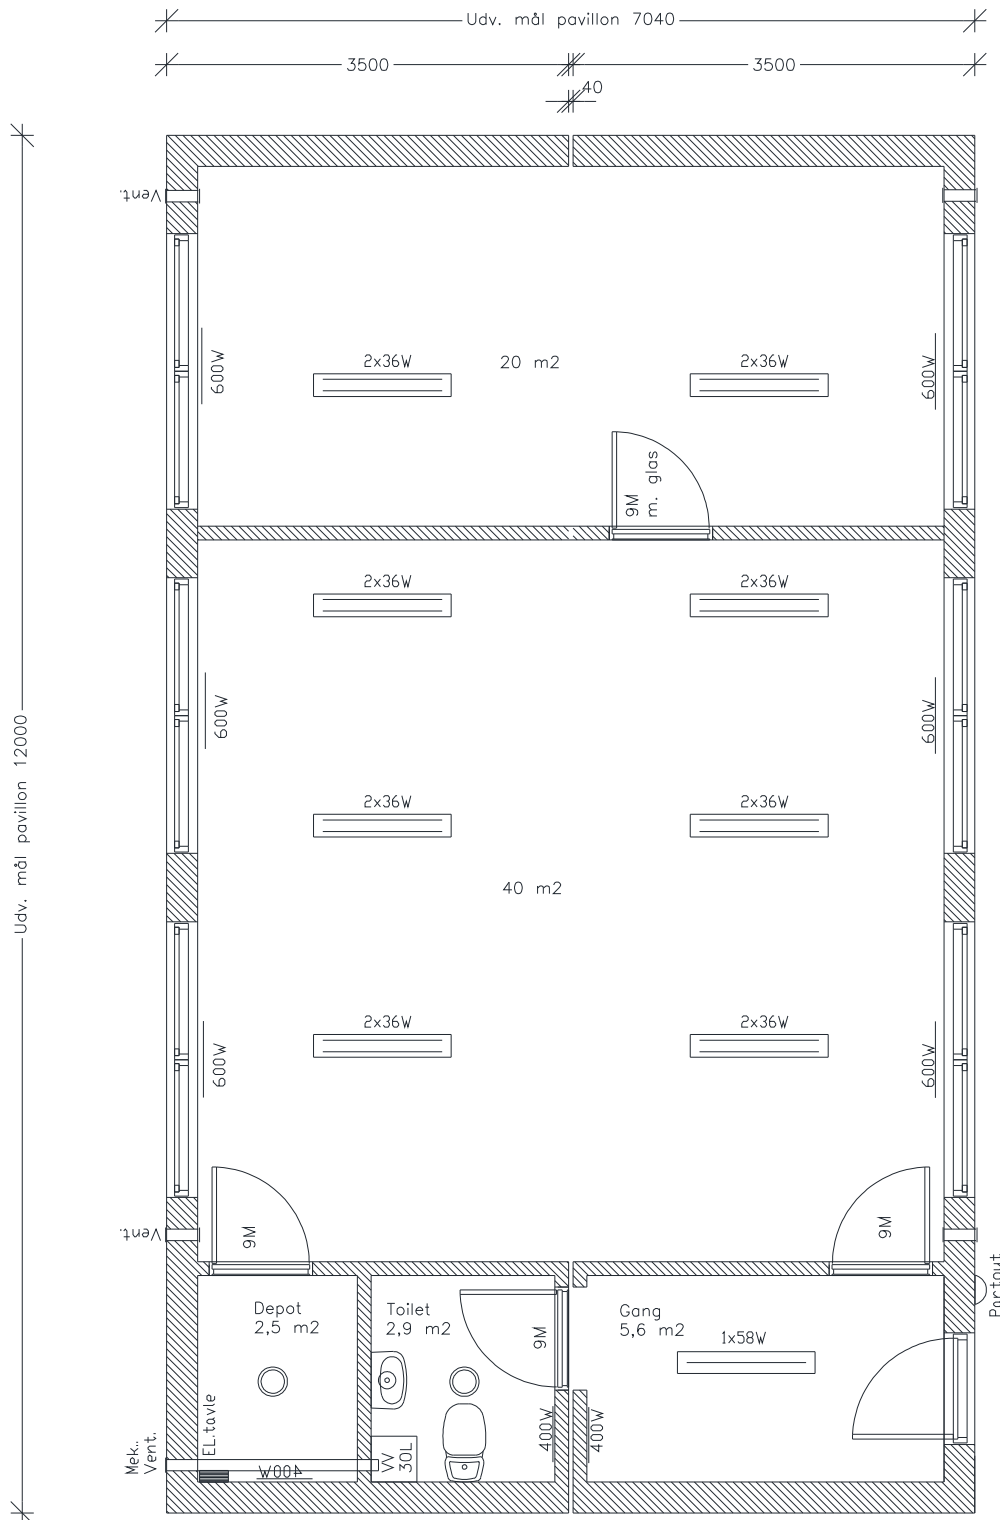 Udv. mål pavillon 7040
3500
3500
40
Vent.
600W
2x36W
20 m2
2x36W
600W
9M
m. glas
2x36W
2x36W
600W
600W
Udv. mål pavillon 12000
2x36W
2x36W
40 m2
2x36W
2x36W
600W
600W
Vent.
9M
9M
Partout
Depot
2,5 m2
Toilet
2,9 m2
9M
Gang
5,6 m2
1x58W
EL.tavle
400W
400W
Mek..
Vent.
400W
VV
30L